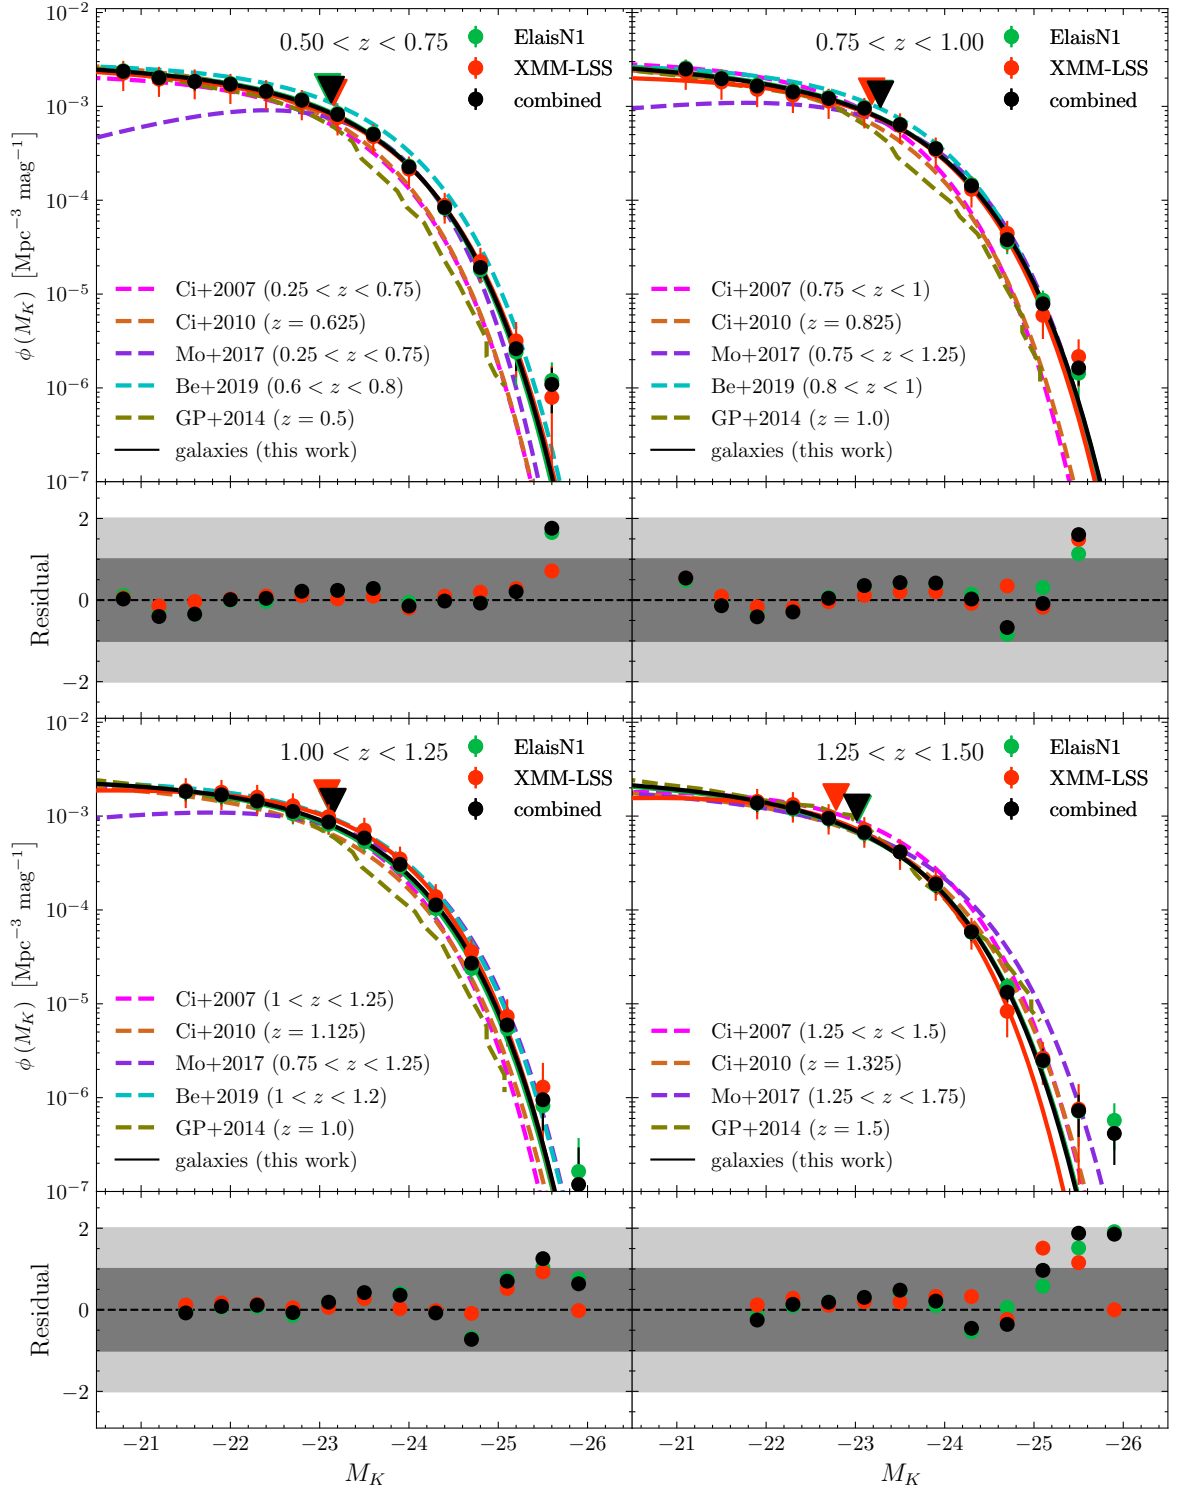 10⁻² 10⁻³ 10⁻⁴ 10⁻⁵ 10⁻⁶ 10⁻⁷
ϕ (M_K) [Mpc⁻³ mag⁻¹]
0.50 < z < 0.75
ElaisN1
XMM-LSS
combined
Ci+2007 (0.25 < z < 0.75)
Ci+2010 (z = 0.625)
Mo+2017 (0.25 < z < 0.75)
Be+2019 (0.6 < z < 0.8)
GP+2014 (z = 0.5)
galaxies (this work)
0.75 < z < 1.00
ElaisN1
XMM-LSS
combined
Ci+2007 (0.75 < z < 1)
Ci+2010 (z = 0.825)
Mo+2017 (0.75 < z < 1.25)
Be+2019 (0.8 < z < 1)
GP+2014 (z = 1.0)
galaxies (this work)
2 0 −2
Residual
10⁻² 10⁻³ 10⁻⁴ 10⁻⁵ 10⁻⁶ 10⁻⁷
ϕ (M_K) [Mpc⁻³ mag⁻¹]
1.00 < z < 1.25
ElaisN1
XMM-LSS
combined
Ci+2007 (1 < z < 1.25)
Ci+2010 (z = 1.125)
Mo+2017 (0.75 < z < 1.25)
Be+2019 (1 < z < 1.2)
GP+2014 (z = 1.0)
galaxies (this work)
1.25 < z < 1.50
ElaisN1
XMM-LSS
combined
Ci+2007 (1.25 < z < 1.5)
Ci+2010 (z = 1.325)
Mo+2017 (1.25 < z < 1.75)
GP+2014 (z = 1.5)
galaxies (this work)
2 0 −2
Residual
−21 −22 −23 −24 −25 −26
M_K
−21 −22 −23 −24 −25 −26
M_K